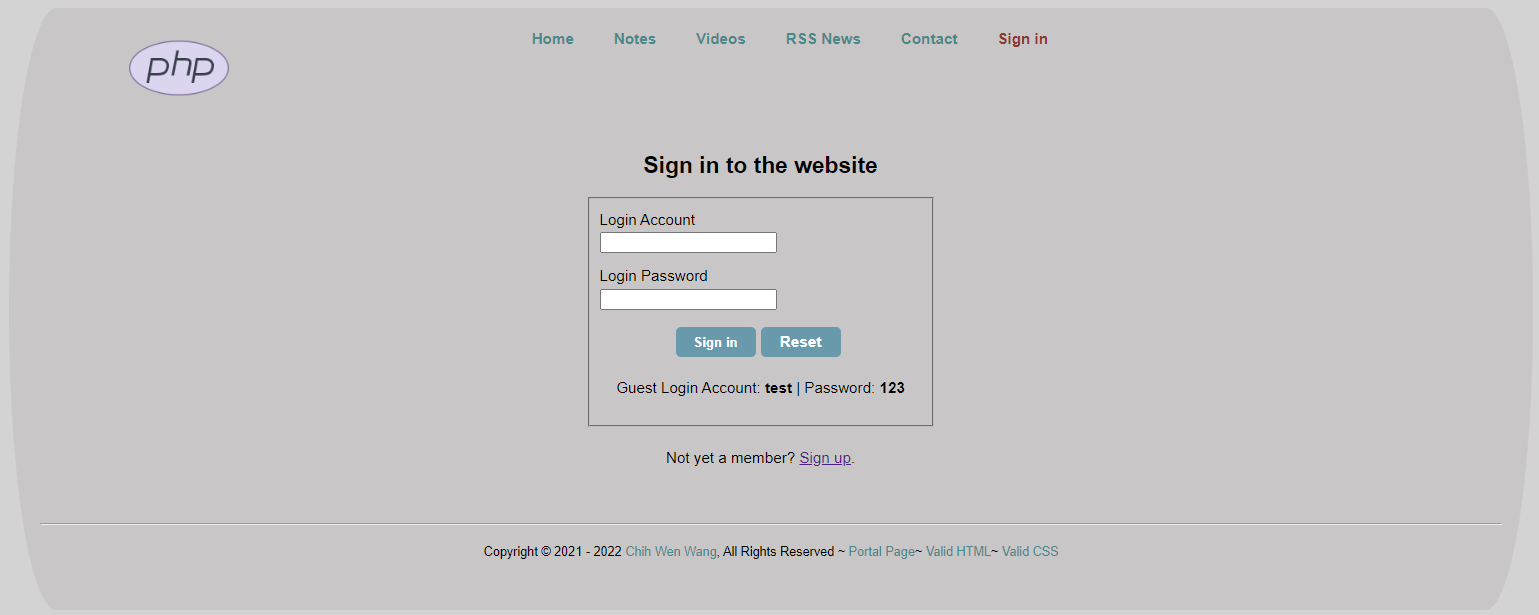 php
Home Notes Videos RSS News Contact Sign in
Sign in to the website
Login Account
Login Password
Sign in Reset
Guest Login Account: test | Password: 123
Not yet a member? Sign up.
Copyright © 2021 - 2022 Chih Wen Wang, All Rights Reserved ~ Portal Page~ Valid HTML~ Valid CSS